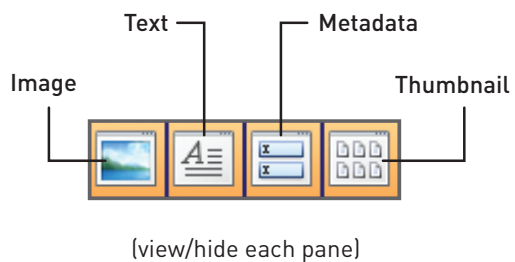 Text
Metadata
Image
Thumbnail
A
I
I
(view/hide each pane)